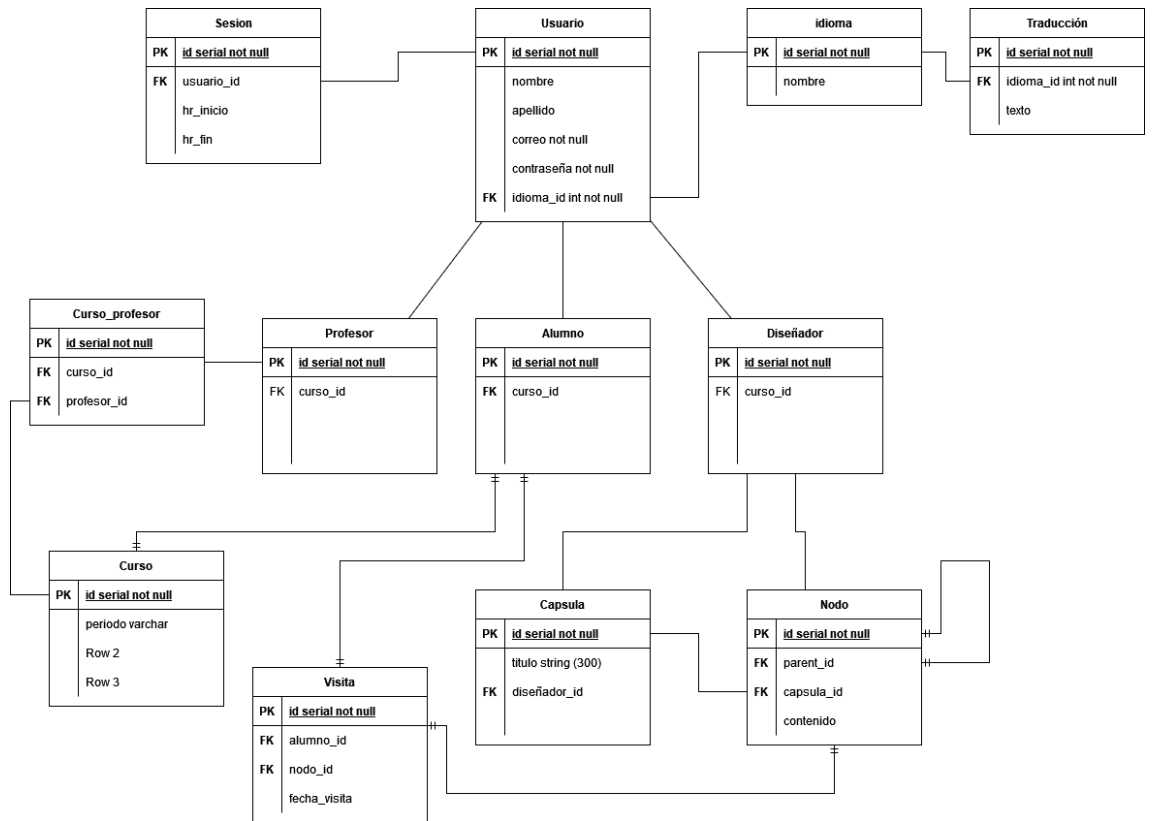 Sesion
PK id serial not null
FK usuario_id
hr_inicio
hr_fin
Usuario
PK id serial not null
nombre
apellido
correo not null
contraseña not null
FK idioma_id int not null
idioma
PK id serial not null
nombre
Traducción
PK id serial not null
FK idioma_id int not null
texto
Curso_profesor
PK id serial not null
FK curso_id
FK profesor_id
Profesor
PK id serial not null
FK curso_id
Alumno
PK id serial not null
FK curso_id
Diseñador
PK id serial not null
FK curso_id
Curso
PK id serial not null
periodo varchar
Row 2
Row 3
Visita
PK id serial not null
FK alumno_id
FK nodo_id
fecha_visita
Capsula
PK id serial not null
titulo string (300)
FK diseñador_id
Nodo
PK id serial not null
FK parent_id
FK capsula_id
contenido